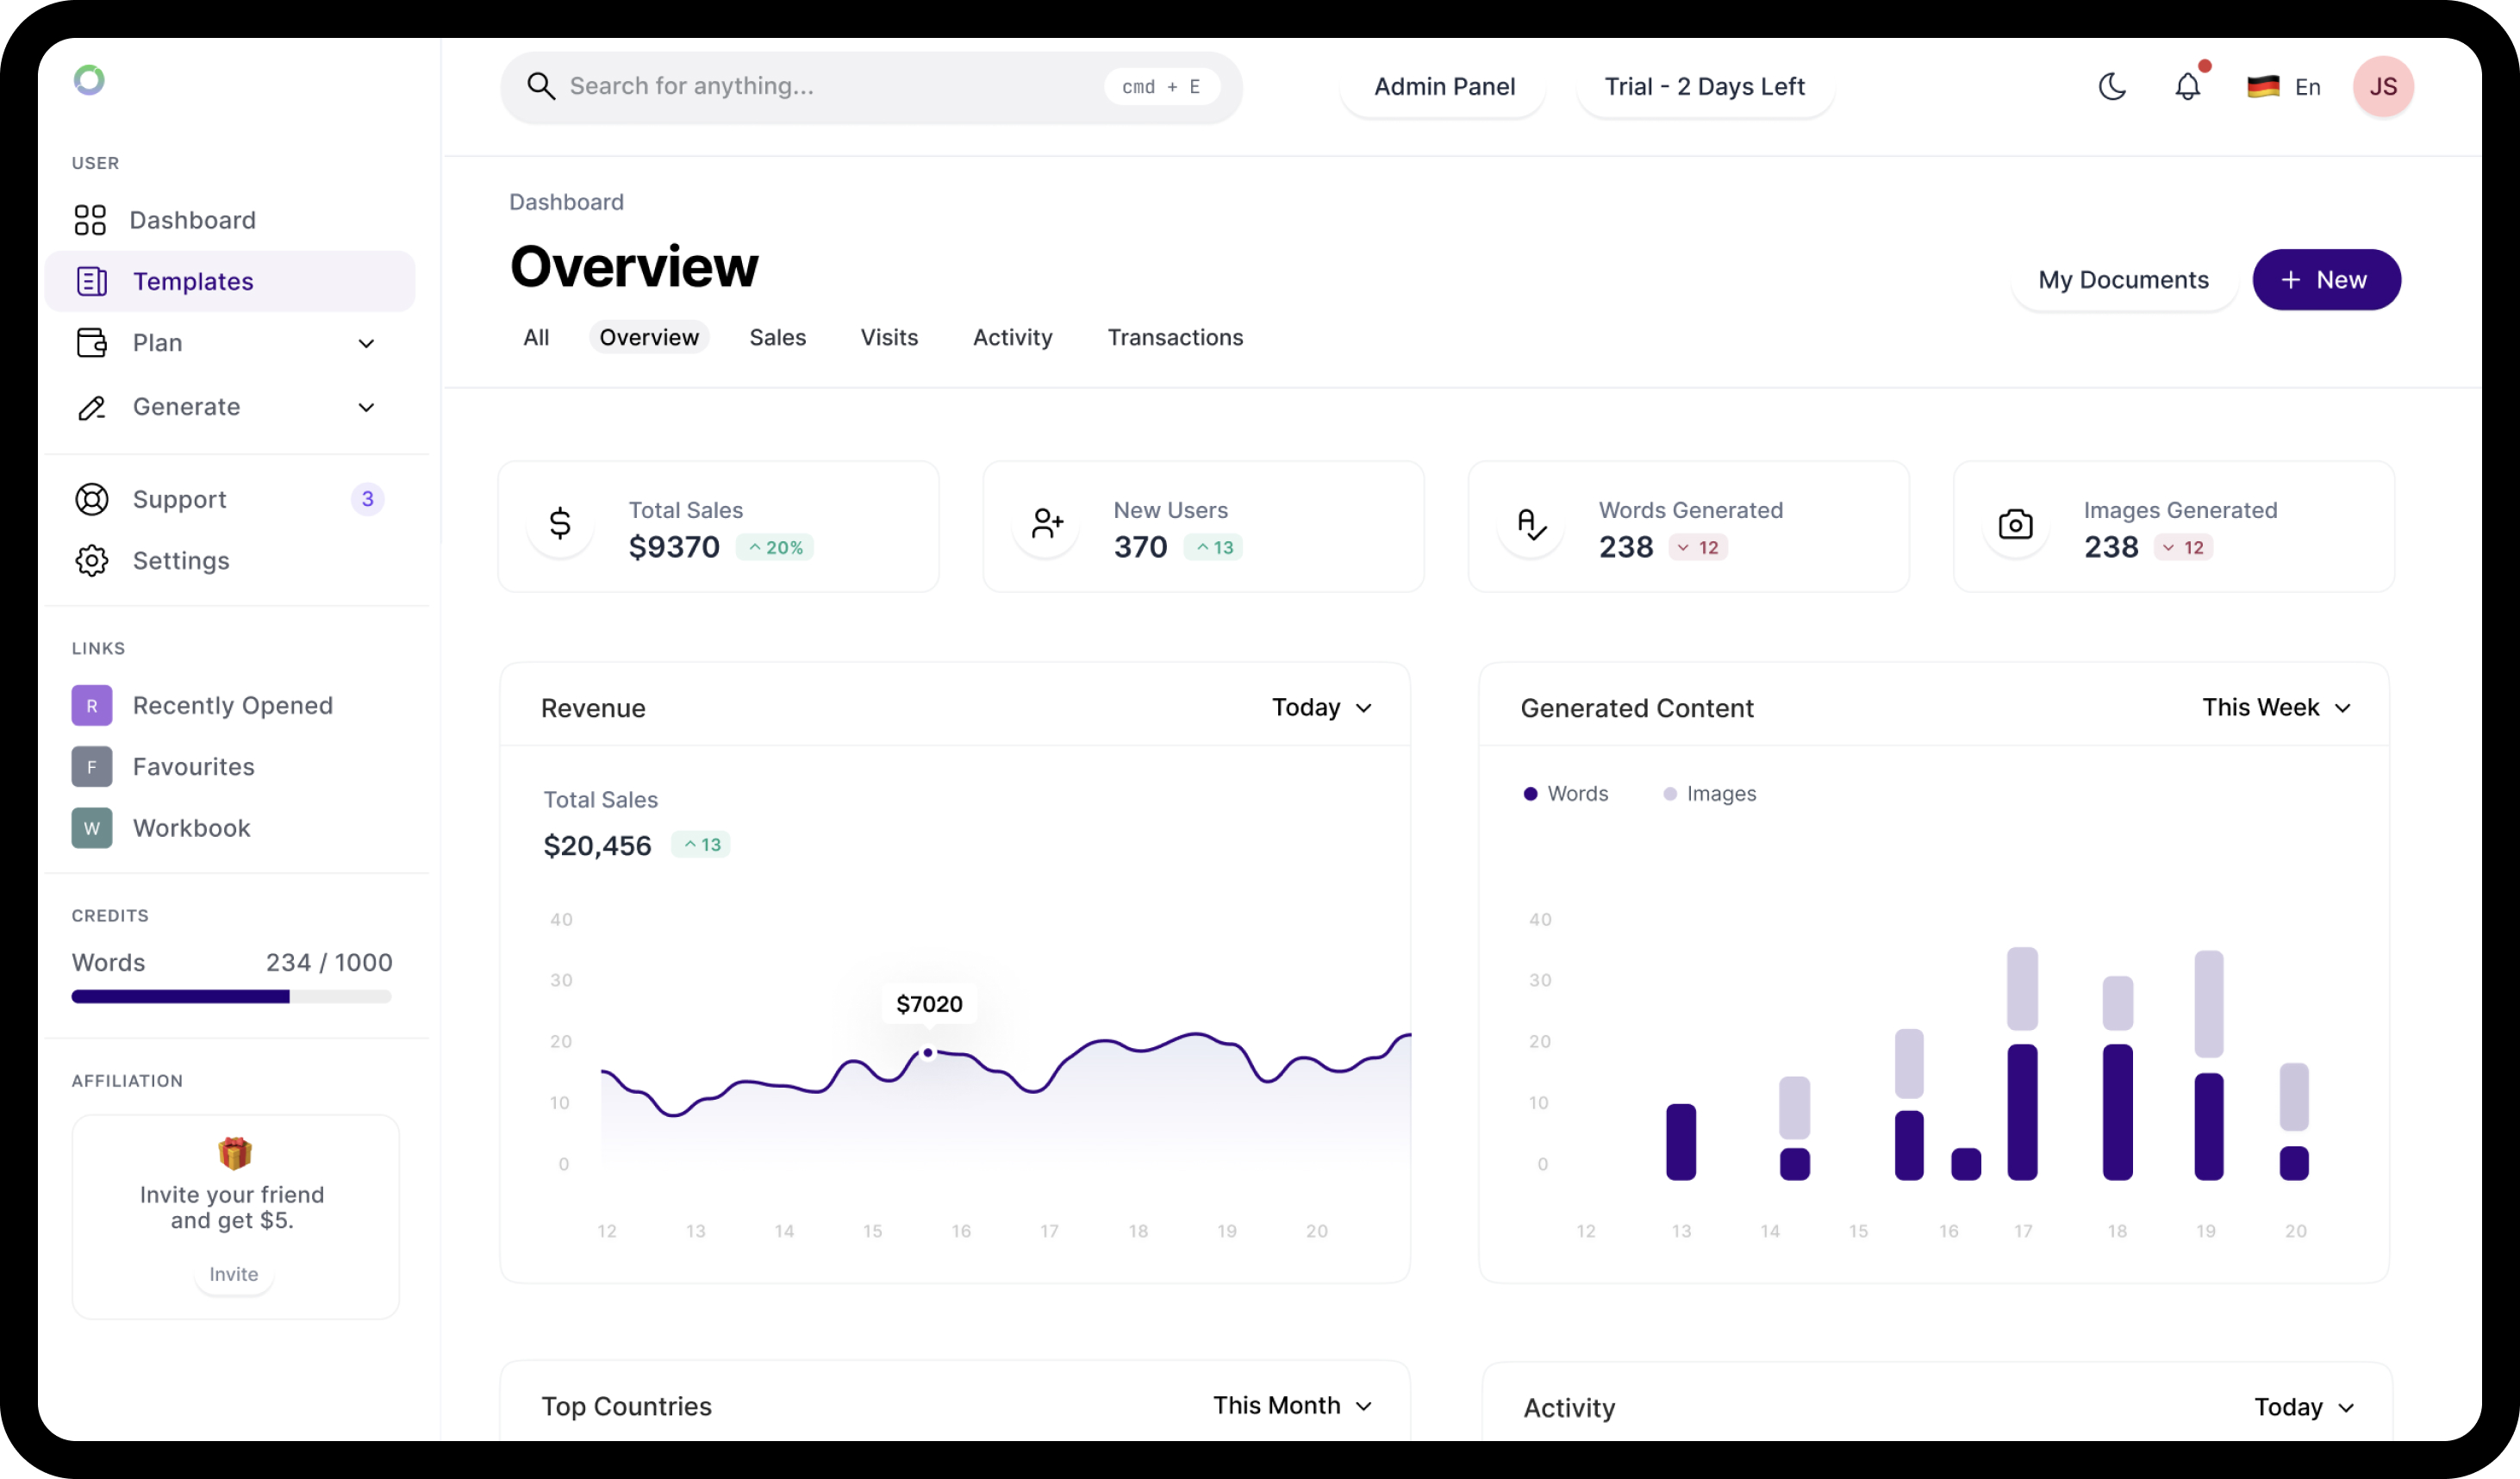 Search for anything...
cmd + E
Admin Panel
Trial - 2 Days Left
En
JS
USER
Dashboard
Templates
Plan
Generate
Support
3
Settings
LINKS
R
Recently Opened
F
Favourites
W
Workbook
CREDITS
Words
234 / 1000
AFFILIATION
Invite your friend
and get $5.
Invite
Dashboard
Overview
My Documents
+ New
All
Overview
Sales
Visits
Activity
Transactions
Total Sales
$9370
20%
New Users
370
13
Words Generated
238
12
Images Generated
238
12
Revenue
Today
Total Sales
$20,456
13
40
30
20
10
0
$7020
12 13 14 15 16 17 18 19 20
Generated Content
This Week
Words
Images
40
30
20
10
0
12 13 14 15 16 17 18 19 20
Top Countries
This Month
Activity
Today